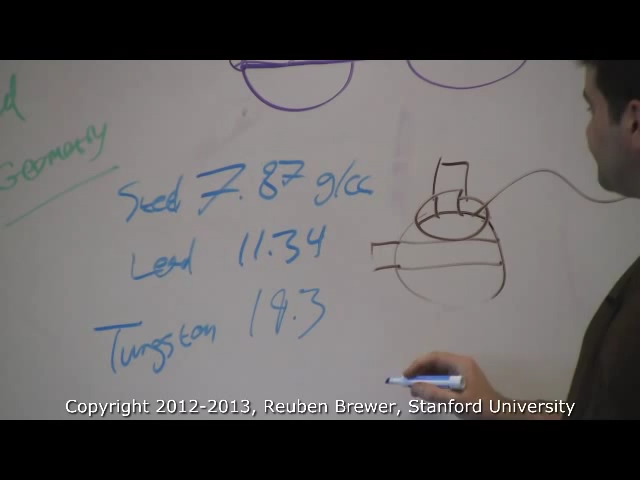 Geometry
Steel 7.87 g/cc
Lead 11.34
Tungsten 19.3
Copyright 2012-2013, Reuben Brewer, Stanford University